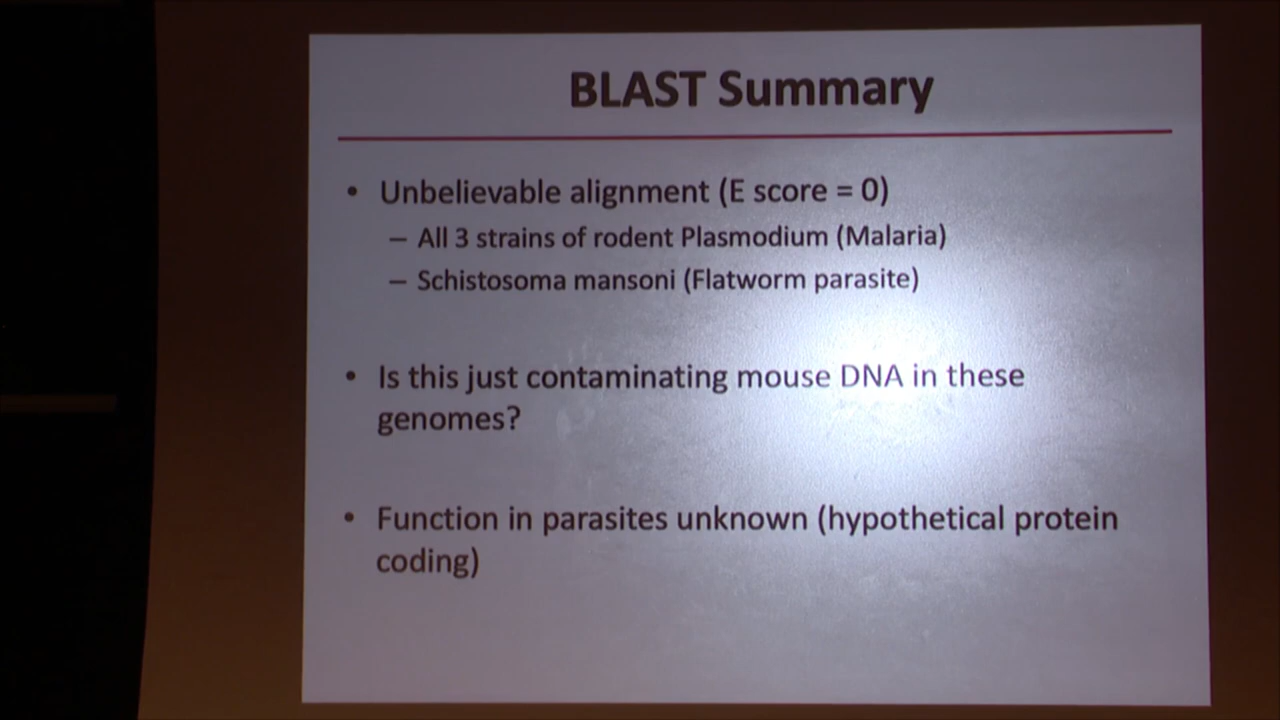 BLAST Summary
• Unbelievable alignment (E score = 0)
– All 3 strains of rodent Plasmodium (Malaria)
– Schistosoma mansoni (Flatworm parasite)
• Is this just contaminating mouse DNA in these
genomes?
• Function in parasites unknown (hypothetical protein
coding)